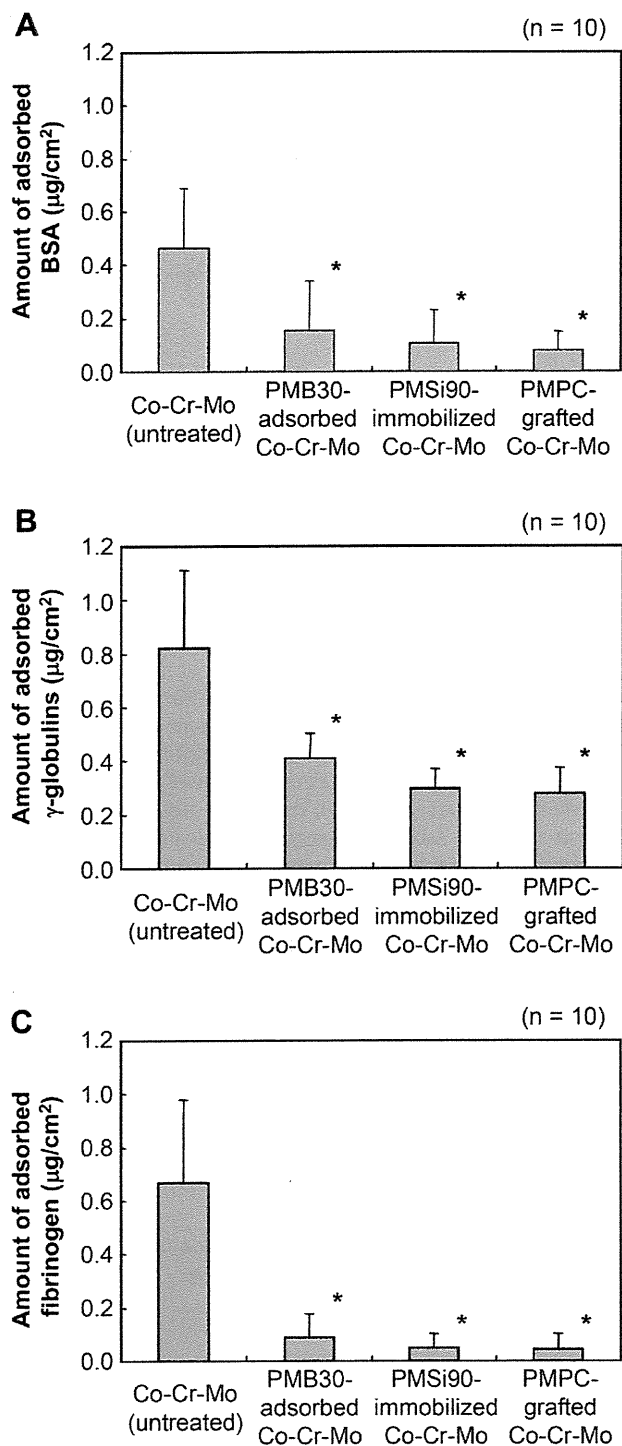 A
(n = 10)
Amount of adsorbed
BSA (μg/cm²)
1.2
1.0
0.8
0.6
0.4
0.2
0.0
*
*
*
Co-Cr-Mo
(untreated)
PMB30-
adsorbed
Co-Cr-Mo
PMSi90-
immobilized
Co-Cr-Mo
PMPC-
grafted
Co-Cr-Mo
B
(n = 10)
Amount of adsorbed
γ-globulins (μg/cm²)
1.2
1.0
0.8
0.6
0.4
0.2
0.0
*
*
*
Co-Cr-Mo
(untreated)
PMB30-
adsorbed
Co-Cr-Mo
PMSi90-
immobilized
Co-Cr-Mo
PMPC-
grafted
Co-Cr-Mo
C
(n = 10)
Amount of adsorbed
fibrinogen (μg/cm²)
1.2
1.0
0.8
0.6
0.4
0.2
0.0
*
*
*
Co-Cr-Mo
(untreated)
PMB30-
adsorbed
Co-Cr-Mo
PMSi90-
immobilized
Co-Cr-Mo
PMPC-
grafted
Co-Cr-Mo